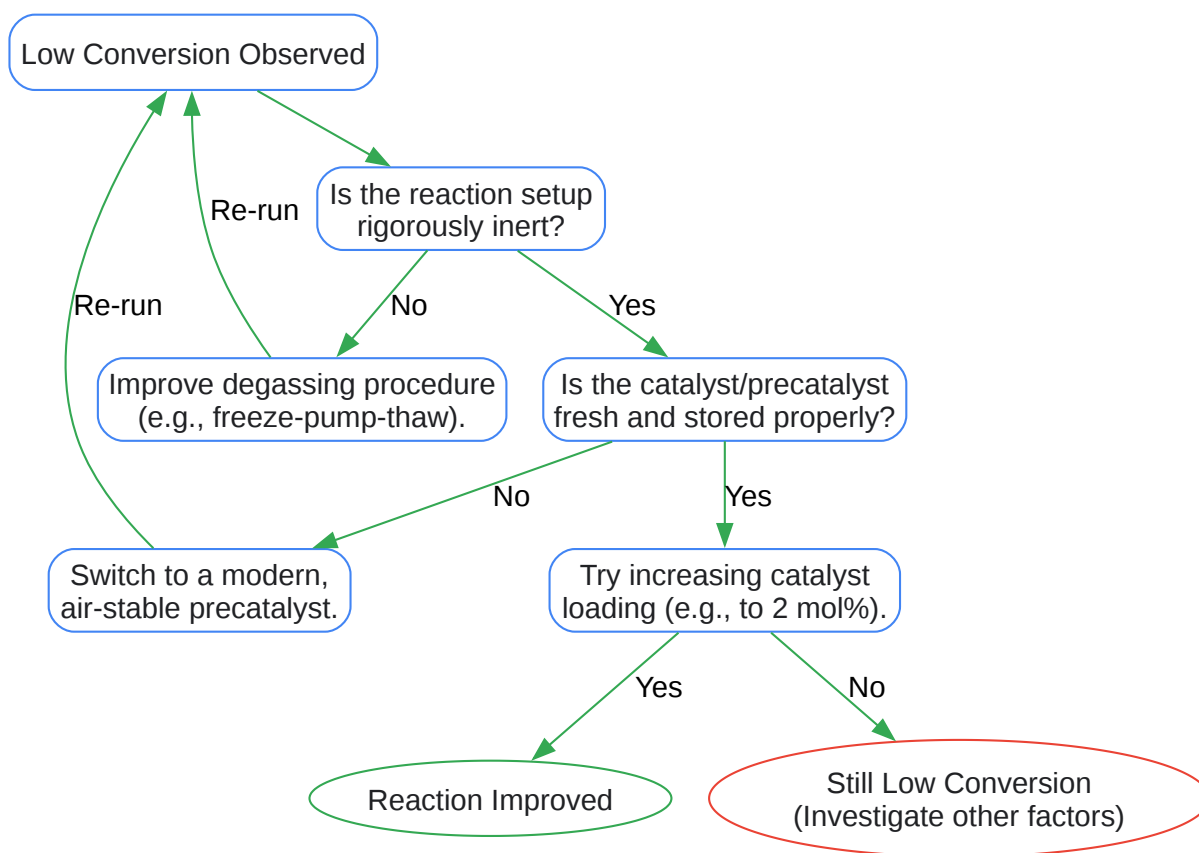 Low Conversion Observed
Is the reaction setup
rigorously inert?
Re-run
Re-run
No
Yes
Improve degassing procedure
(e.g., freeze-pump-thaw).
Is the catalyst/precatalyst
fresh and stored properly?
No
Yes
Switch to a modern,
air-stable precatalyst.
Try increasing catalyst
loading (e.g., to 2 mol%).
Yes
No
Reaction Improved
Still Low Conversion
(Investigate other factors)